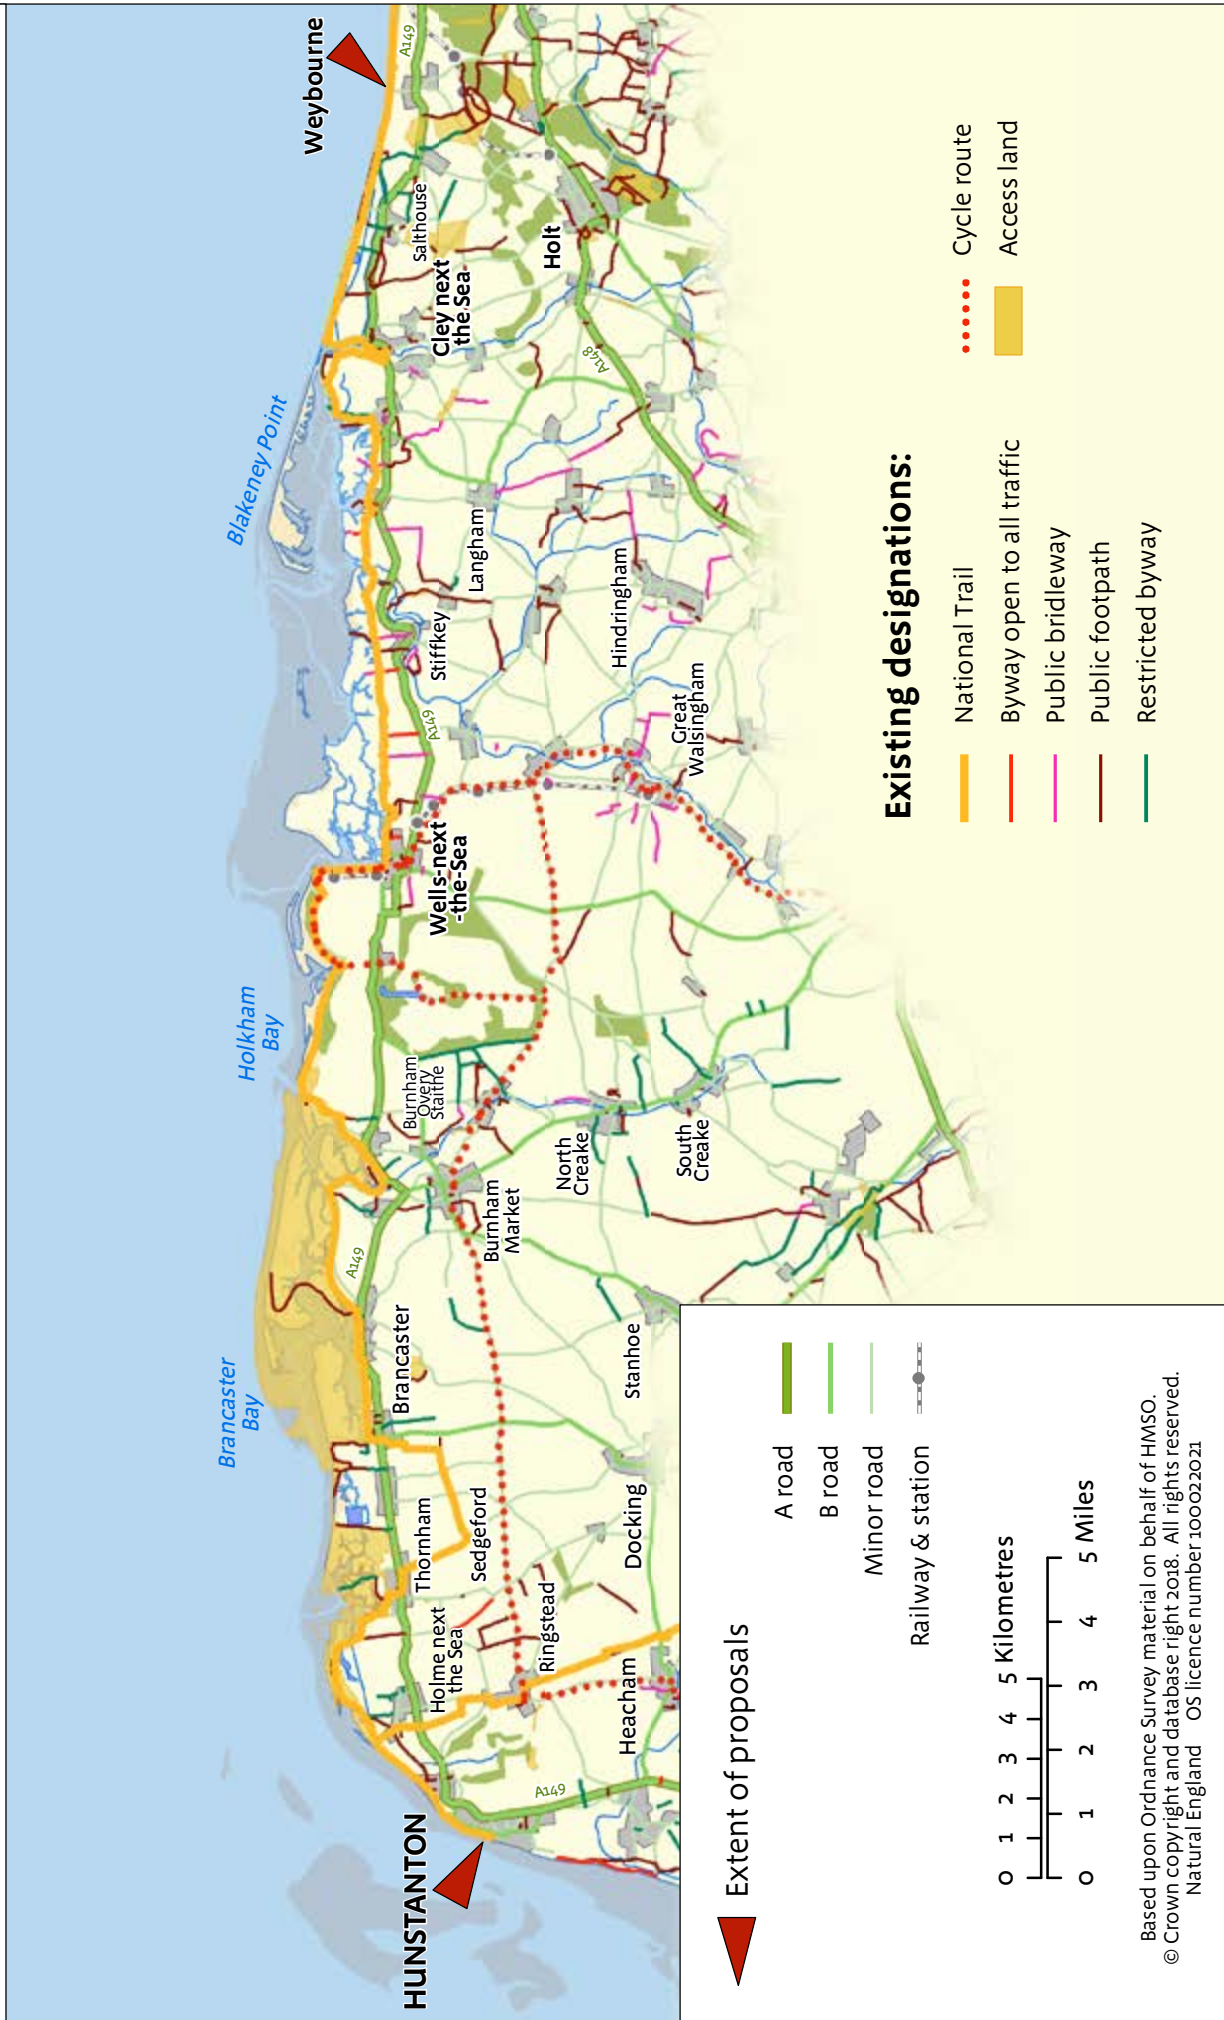 HUNSTANTON
Weybourne
Brancaster
Bay
Holkham
Bay
Blakeney Point
A149
A149
A149
A149
A148
Holme next
the Sea
Thornham
Sedgeford
Ringstead
Heacham
Docking
Stanhoe
Brancaster
Burnham
Market
Burnham
Overy
Staithe
North
Creake
South
Creake
Wells-next
-the-Sea
Great
Walsingham
Stiffkey
Langham
Hindringham
Cley next
the Sea
Salthouse
Holt
Extent of proposals
A road
B road
Minor road
Railway & station
0 1 2 3 4 5 Kilometres
0 1 2 3 4 5 Miles
Based upon Ordnance Survey material on behalf of HMSO.
© Crown copyright and database right 2018. All rights reserved.
Natural England OS licence number 100022021
Existing designations:
National Trail
Byway open to all traffic
Public bridleway
Public footpath
Restricted byway
Cycle route
Access land